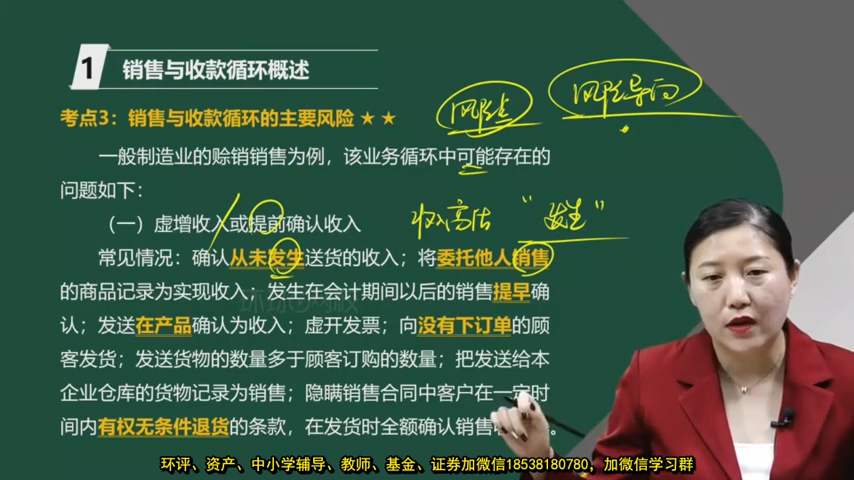 1 销售与收款循环概述
考点3：销售与收款循环的主要风险 ★ ★
风险点
风险导向
一般制造业的赊销销售为例，该业务循环中可能存在的
问题如下：
（一）虚增收入或提前确认收入
收入高估 “发生”
常见情况：确认从未发生送货的收入；将委托他人销售
的商品记录为实现收入；发生在会计期间以后的销售提早确
认；发送在产品确认为收入；虚开发票；向没有下订单的顾
客发货；发送货物的数量多于顾客订购的数量；把发送给本
企业仓库的货物记录为销售；隐瞒销售合同中客户在一定时
间内有权无条件退货的条款，在发货时全额确认销售
环评、资产、中小学辅导、教师、基金、证券加微信18538180780，加微信学习群